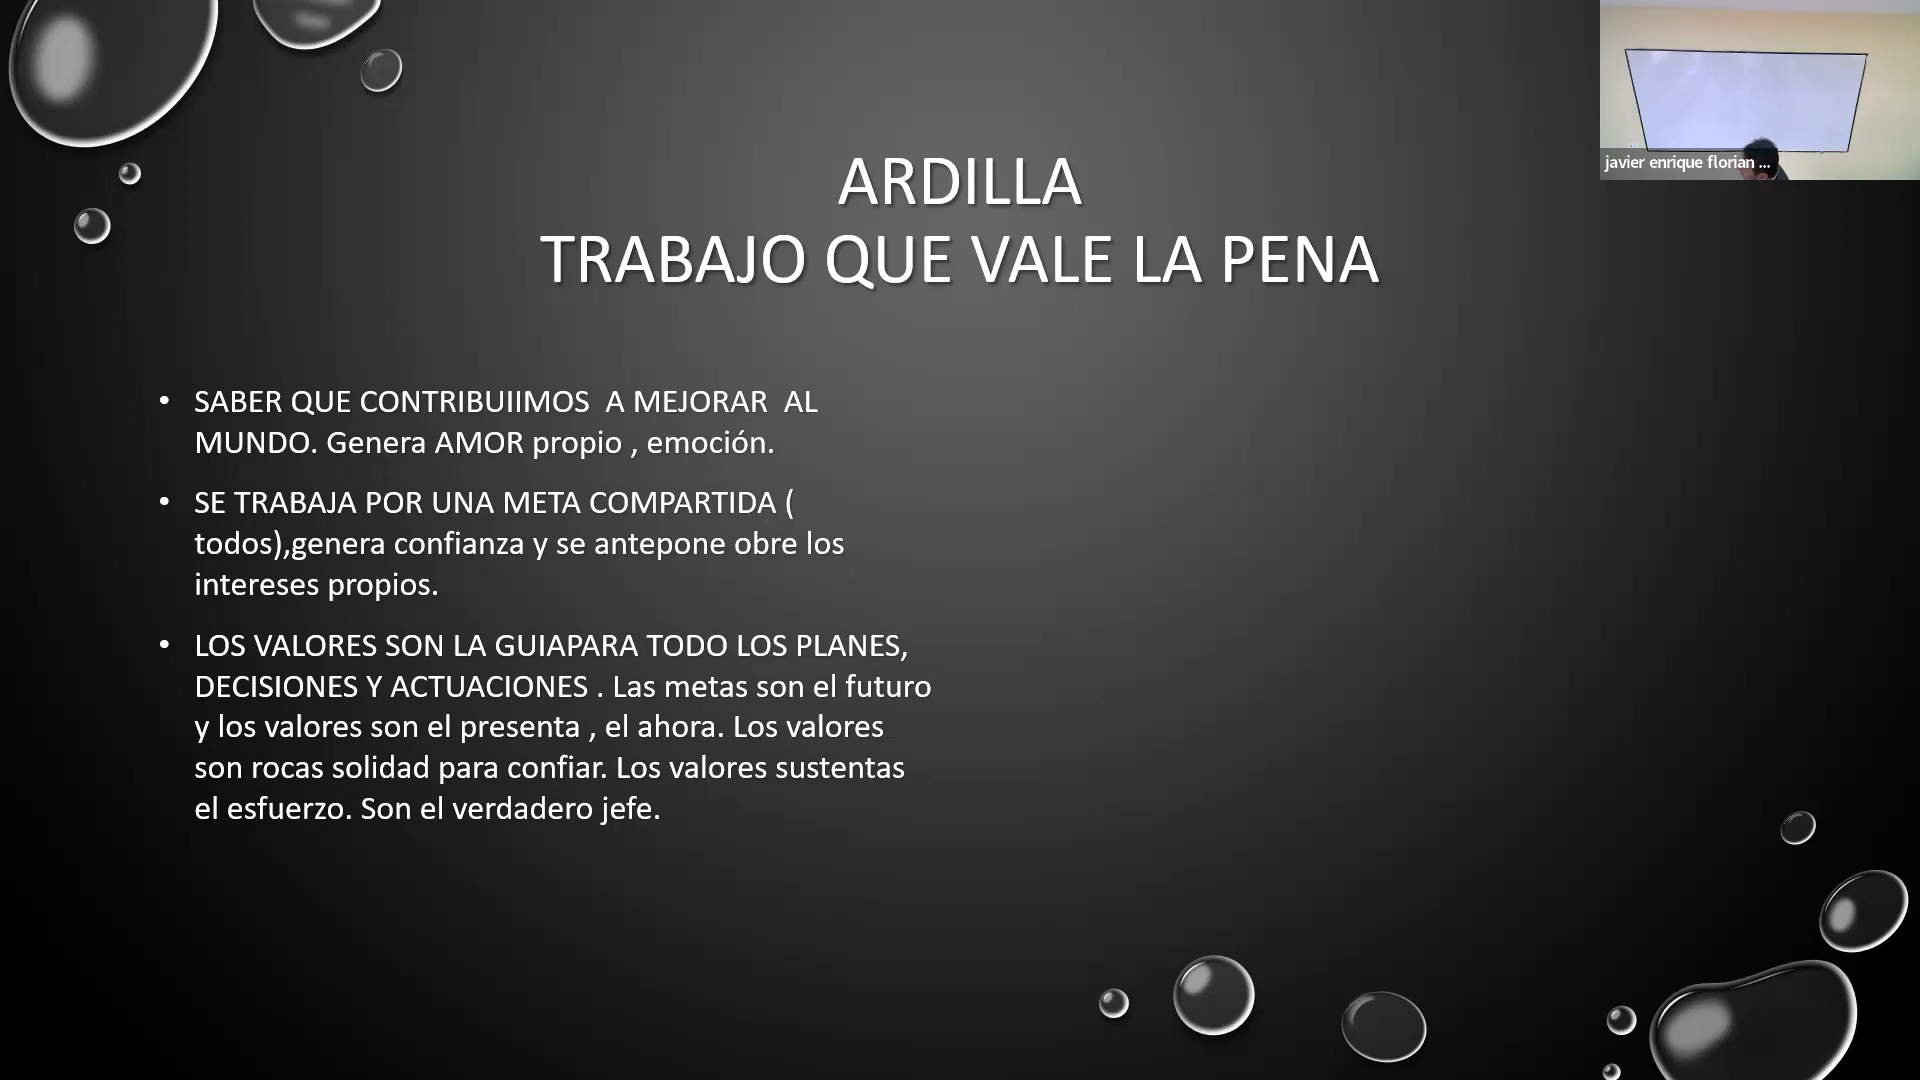 javier enrique florian ...
ARDILLA
TRABAJO QUE VALE LA PENA
• SABER QUE CONTRIBUIIMOS  A MEJORAR  AL
MUNDO. Genera AMOR propio , emoción.
• SE TRABAJA POR UNA META COMPARTIDA (
todos),genera confianza y se antepone obre los
intereses propios.
• LOS VALORES SON LA GUIAPARA TODO LOS PLANES,
DECISIONES Y ACTUACIONES . Las metas son el futuro
y los valores son el presenta , el ahora. Los valores
son rocas solidad para confiar. Los valores sustentas
el esfuerzo. Son el verdadero jefe.